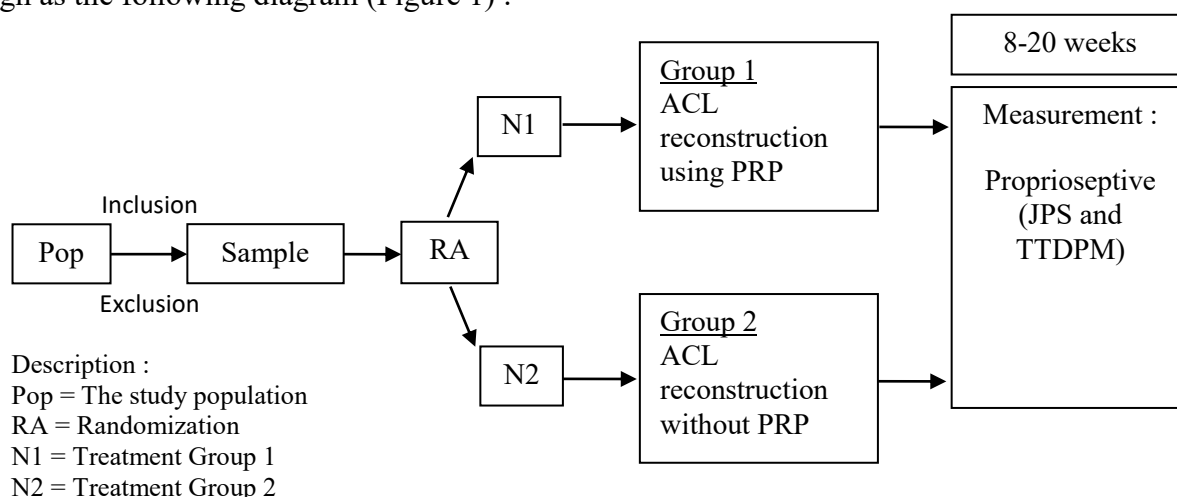 gn as the following diagram (Figure 1) :
8-20 weeks
Group 1
ACL
reconstruction
using PRP
N1
Measurement :
Proprioseptive
(JPS and
TTDPM)
Inclusion
Pop
Sample
RA
Exclusion
Group 2
ACL
reconstruction
without PRP
N2
Description :
Pop = The study population
RA = Randomization
N1 = Treatment Group 1
N2 = Treatment Group 2